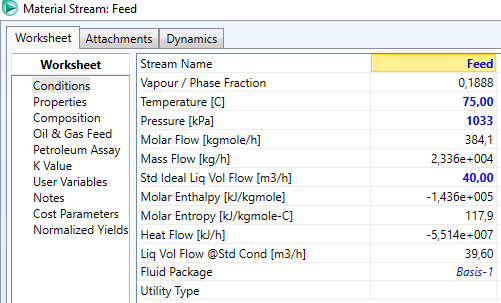 Material Stream: Feed
Worksheet Attachments Dynamics
Worksheet
Conditions
Properties
Composition
Oil & Gas Feed
Petroleum Assay
K Value
User Variables
Notes
Cost Parameters
Normalized Yields
Stream Name Feed
Vapour / Phase Fraction 0,1888
Temperature [C] 75,00
Pressure [kPa] 1033
Molar Flow [kgmole/h] 384,1
Mass Flow [kg/h] 2,336e+004
Std Ideal Liq Vol Flow [m3/h] 40,00
Molar Enthalpy [kJ/kgmole] -1,436e+005
Molar Entropy [kJ/kgmole-C] 117,9
Heat Flow [kJ/h] -5,514e+007
Liq Vol Flow @Std Cond [m3/h] 39,60
Fluid Package Basis-1
Utility Type